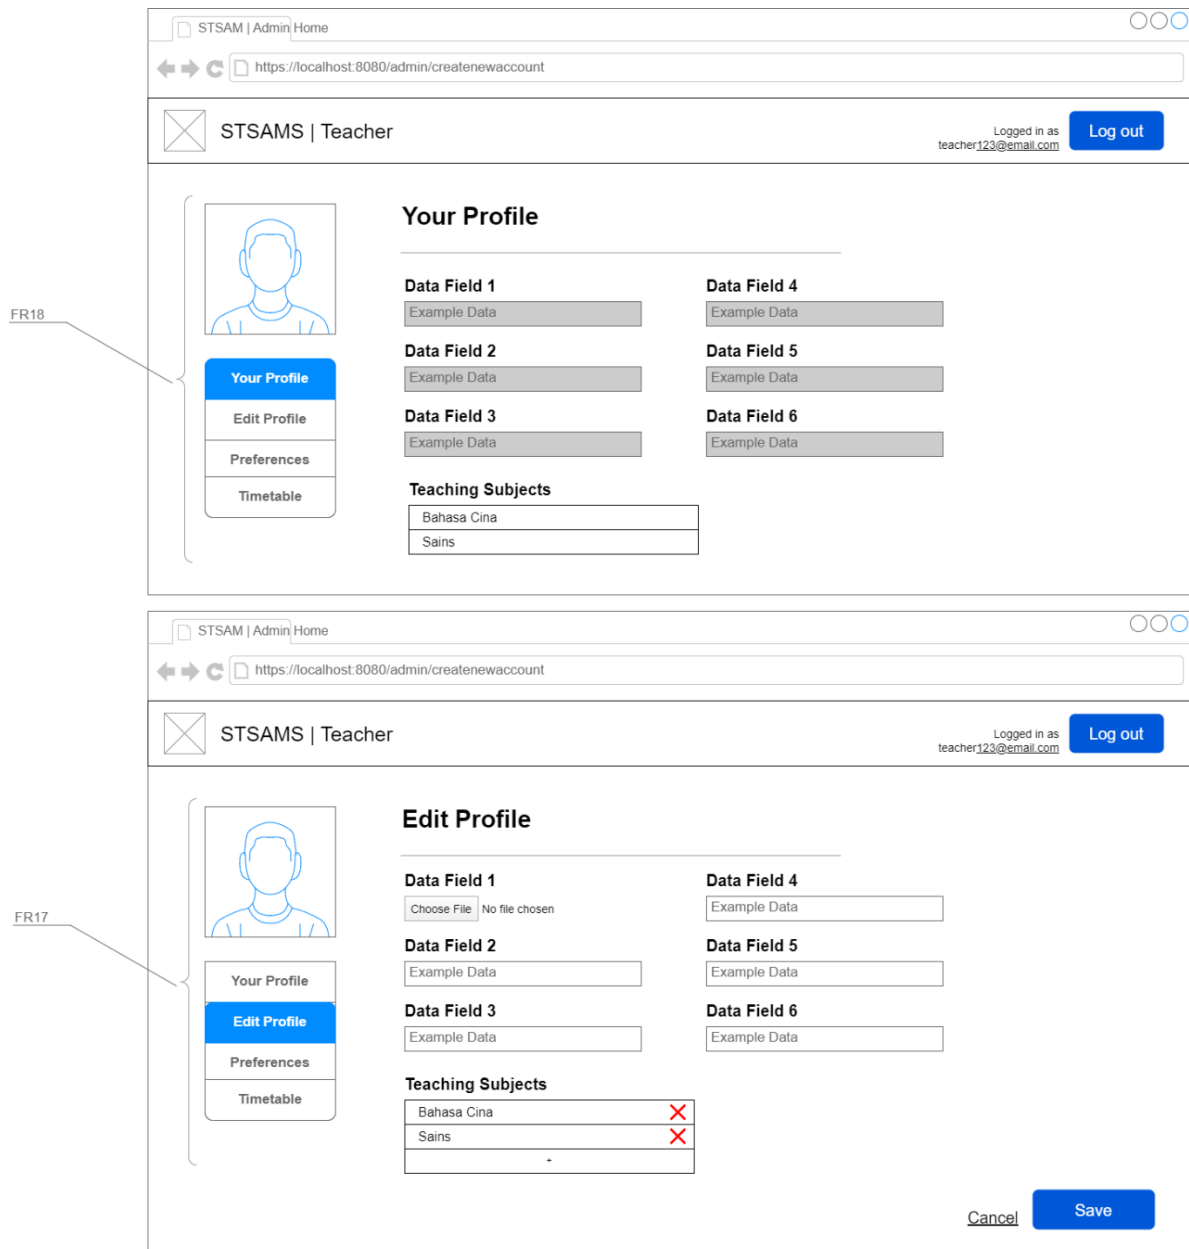 STSAM | Admin Home
https://localhost:8080/admin/createnewaccount
STSAMS | Teacher
Logged in as
teacher123@email.com
Log out
Your Profile
Data Field 1
Data Field 4
Example Data
Example Data
FR18
Data Field 2
Data Field 5
Your Profile
Example Data
Example Data
Edit Profile
Data Field 3
Data Field 6
Example Data
Example Data
Preferences
Timetable
Teaching Subjects
Bahasa Cina
Sains
STSAM | Admin Home
https://localhost:8080/admin/createnewaccount
STSAMS | Teacher
Logged in as
teacher123@email.com
Log out
Edit Profile
Data Field 1
Data Field 4
Choose File No file chosen
Example Data
FR17
Data Field 2
Data Field 5
Your Profile
Example Data
Example Data
Edit Profile
Data Field 3
Data Field 6
Example Data
Example Data
Preferences
Timetable
Teaching Subjects
Bahasa Cina
Sains
+
Cancel
Save